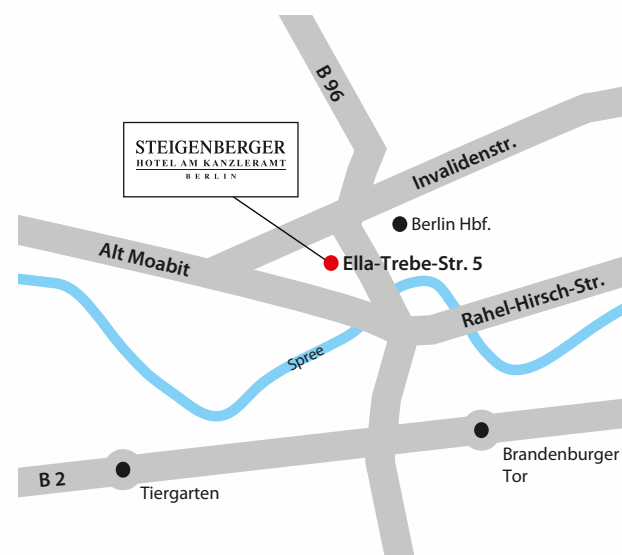 B 96
STEIGENBERGER
HOTEL AM KANZLERAMT
BERLIN
Invalidenstr.
Berlin Hbf.
Alt Moabit
Ella-Trebe-Str. 5
Rahel-Hirsch-Str.
Spree
Brandenburger
Tor
B 2
Tiergarten